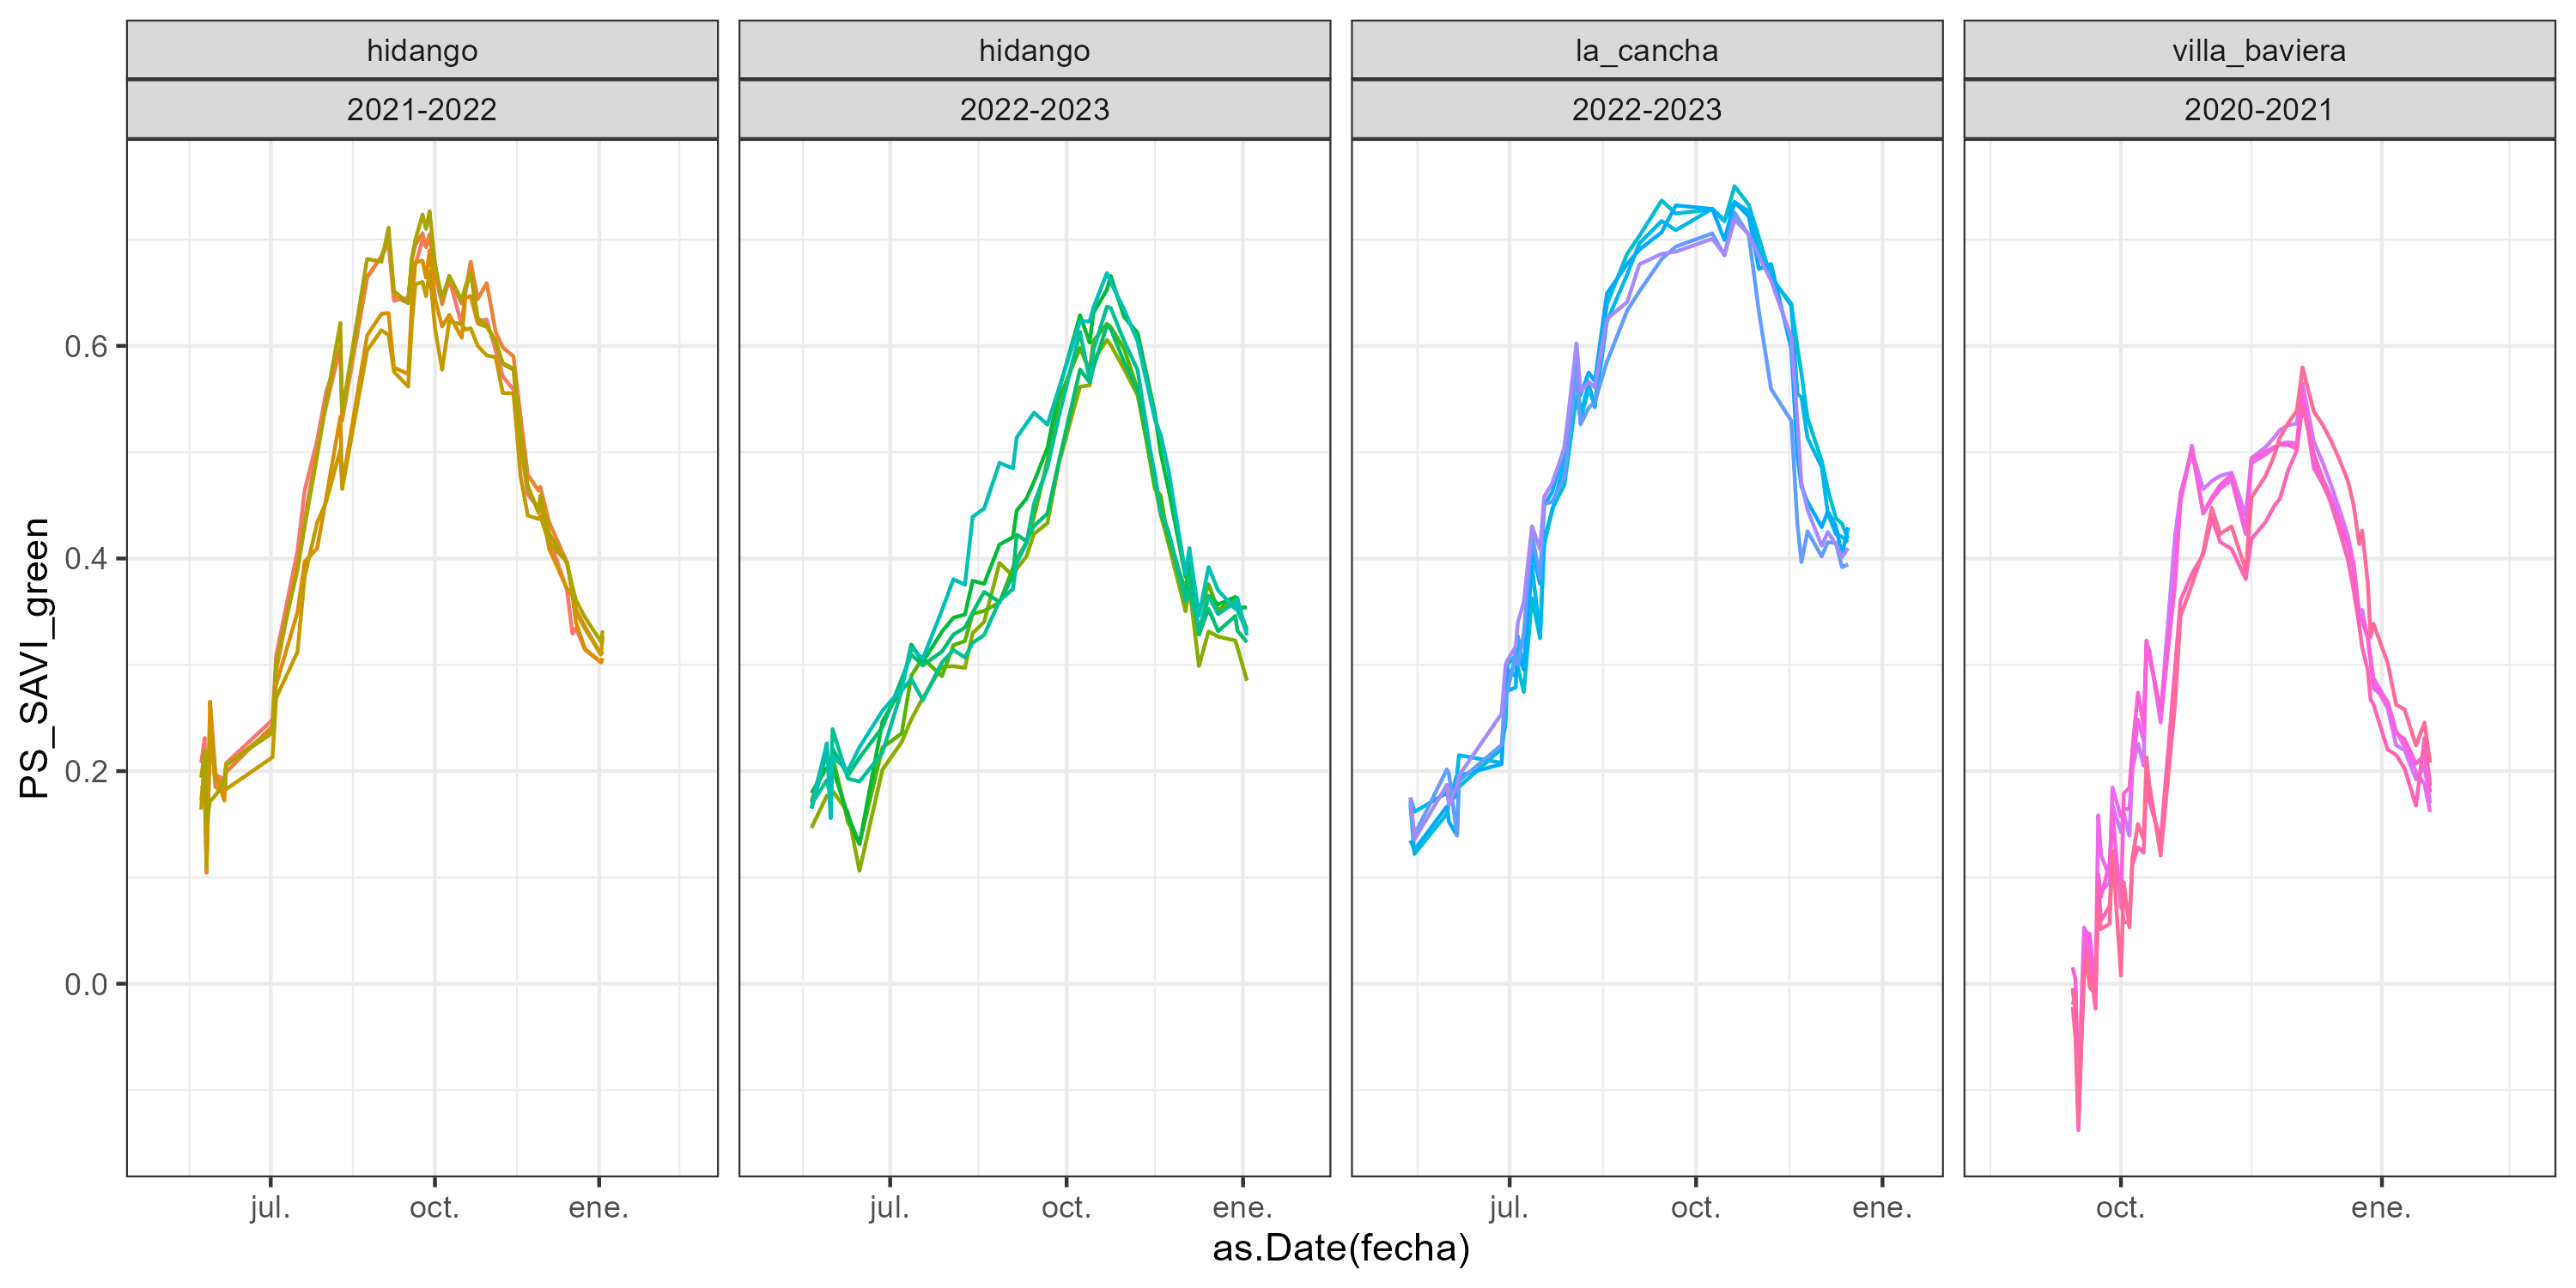 hidango
hidango
la_cancha
villa_baviera
2021-2022
2022-2023
2022-2023
2020-2021
PS_SAVI_green
0.6
0.4
0.2
0.0
jul.
oct.
ene.
jul.
oct.
ene.
jul.
oct.
ene.
oct.
ene.
as.Date(fecha)